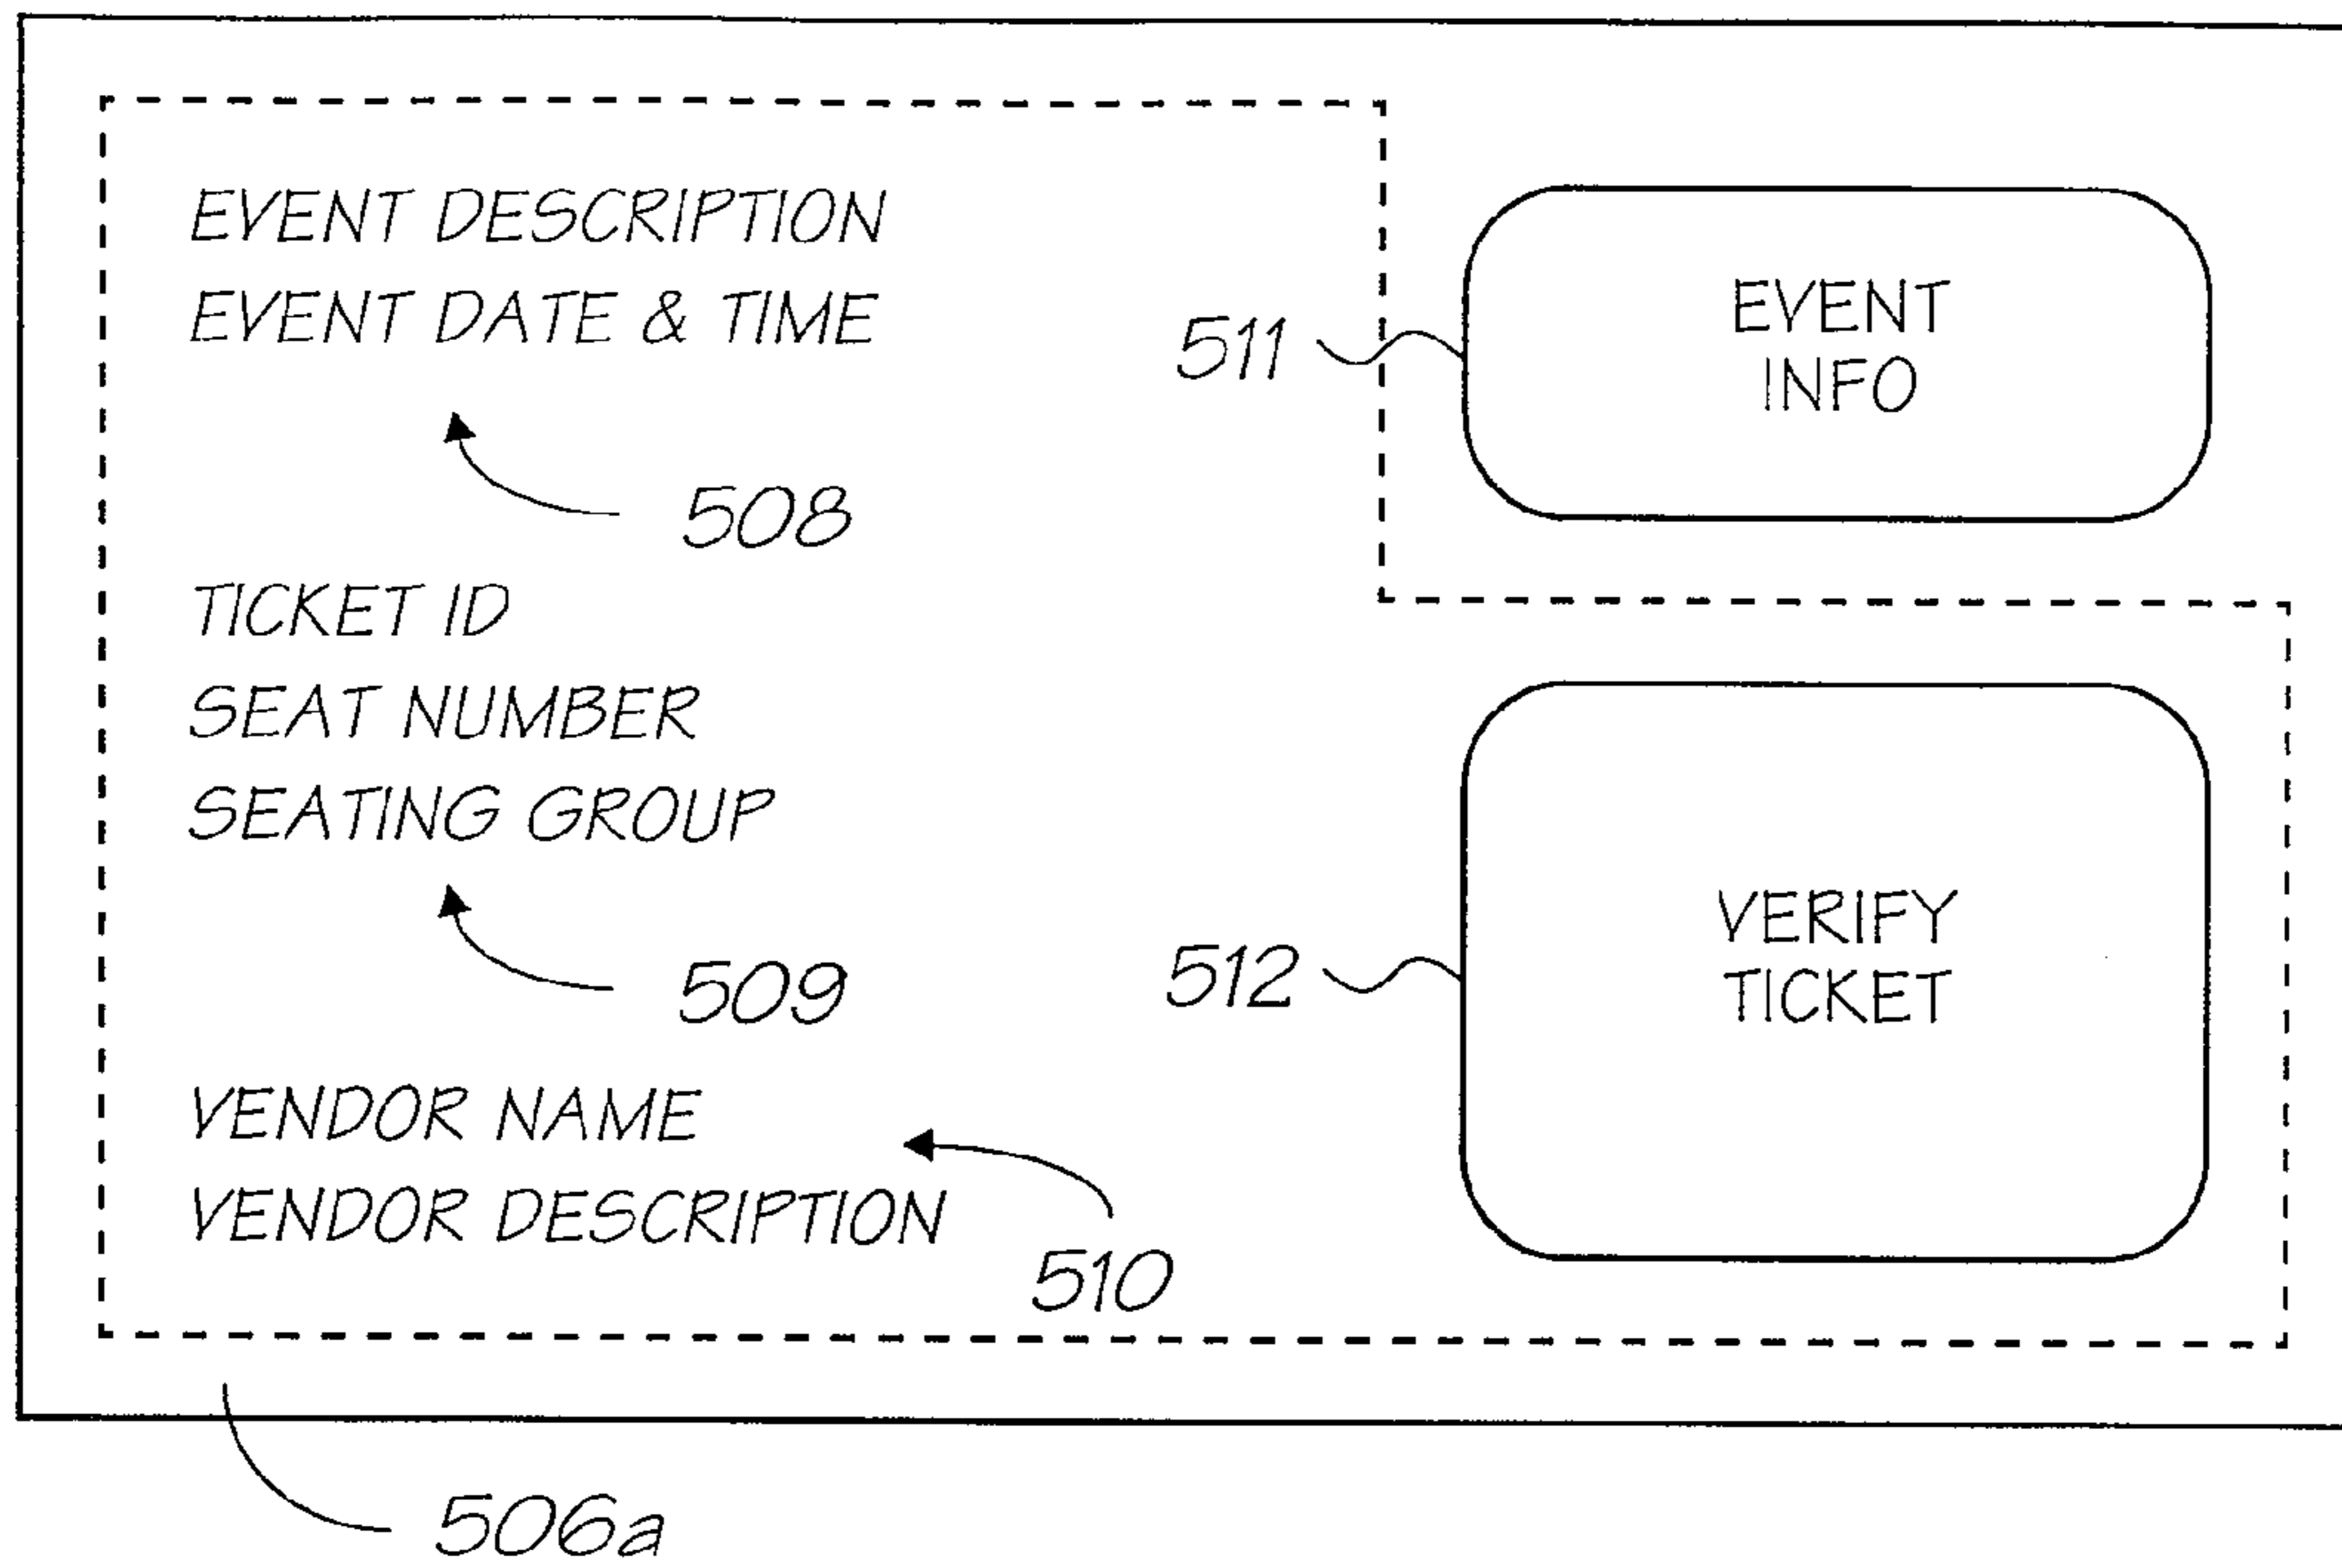 EVENT DESCRIPTION
EVENT DATE & TIME
508
511
EVENT
INFO
TICKET ID
SEAT NUMBER
SEATING GROUP
509
512
VERIFY
TICKET
VENDOR NAME
VENDOR DESCRIPTION
510
506a